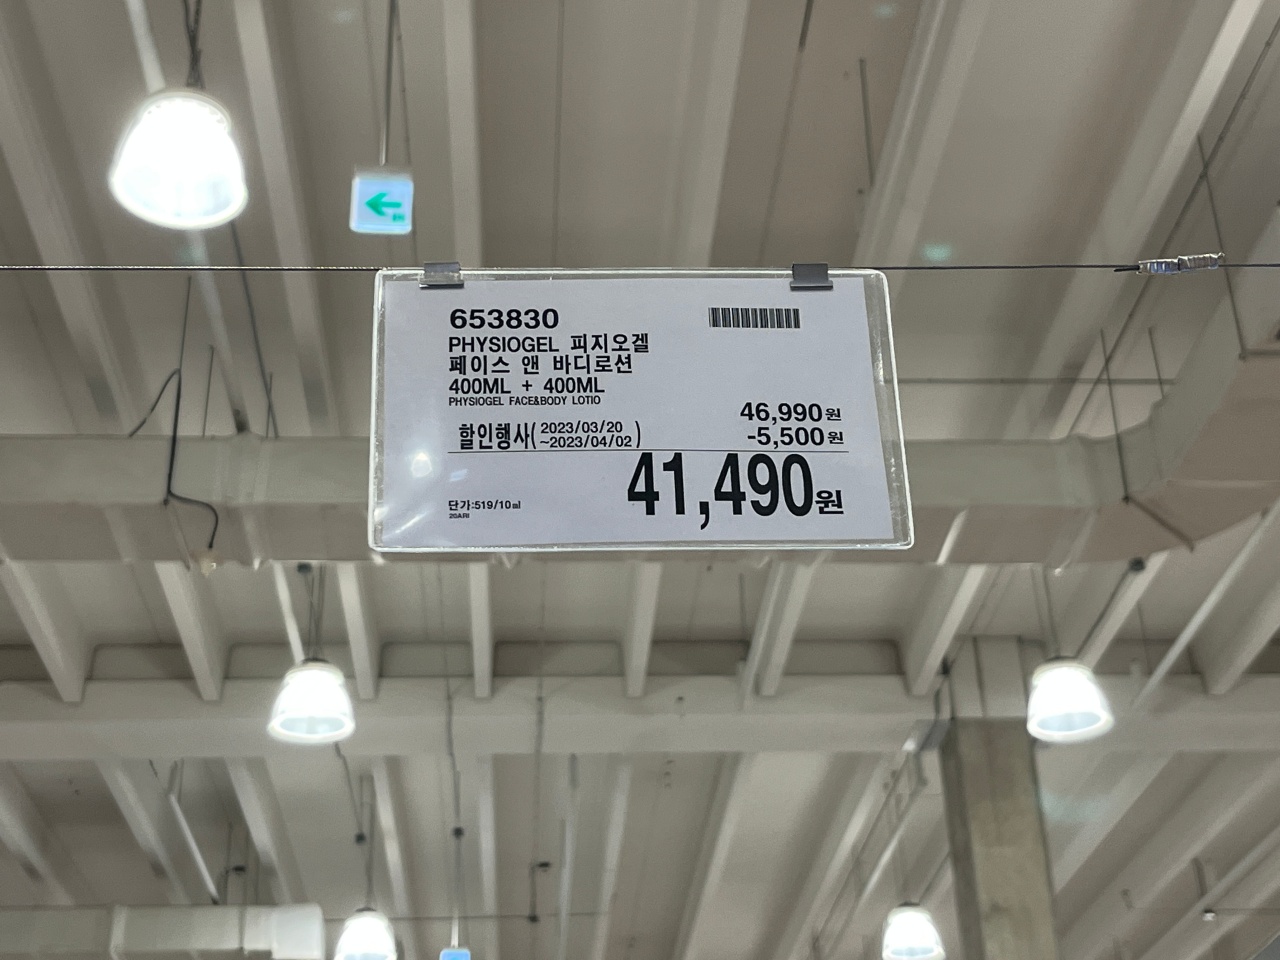 653830
PHYSIOGEL 피지오겔
페이스 앤 바디로션
400ML + 400ML
PHYSIOGEL FACE&BODY LOTIO
46,990원
할인행사( 2023/03/20 ~2023/04/02 )
-5,500원
41,490원
단가:519/10㎖
20ARI